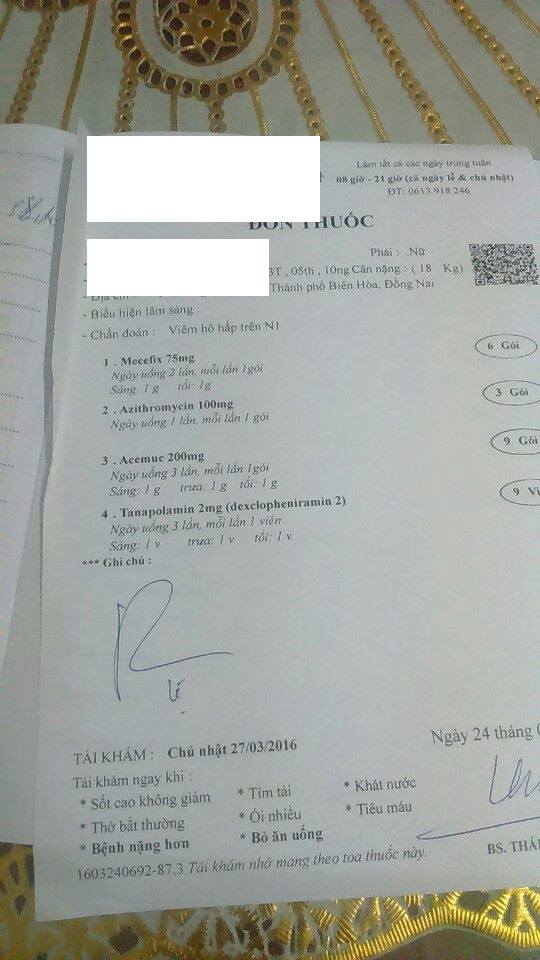 Làm tất cả các ngày trong tuần
08 giờ - 21 giờ (cả ngày lễ & chủ nhật)
ĐT: 0613 918 246
ĐƠN THUỐC
Phái : .Nữ
3T , 05th , 10ng Cân nặng : ( 18 Kg)
- Địa chỉ : Thành phố Biên Hòa, Đồng Nai
- Biểu hiện lâm sàng :
- Chẩn đoán : Viêm hô hấp trên N1
1 . Mecefix 75mg 6 Gói
Ngày uống 2 lần, mỗi lần 1gói
Sáng: 1 g tối: 1g
2 . Azithromycin 100mg 3 Gói
Ngày uống 1 lần, mỗi lần 1 gói
3 . Acemuc 200mg 9 Gói
Ngày uống 3 lần, mỗi lần 1gói
Sáng: 1 g trưa: 1 g tối: 1 g.
4 . Tanapolamin 2mg (dexclopheniramin 2) 9 Vi
Ngày uống 3 lần, mỗi lần 1 viên
Sáng: 1 v trưa: 1 v tối: 1 v.
*** Ghi chú :
Ngày 24 tháng 0
TÁI KHÁM : Chủ nhật 27/03/2016
Tái khám ngay khi :
* Sốt cao không giảm * Tím tái * Khát nước
* Thở bất thường * Ói nhiều * Tiêu máu
* Bệnh nặng hơn * Bỏ ăn uống
BS. THÁI
1603240692-87.3 Tái khám nhớ mang theo toa thuốc này.